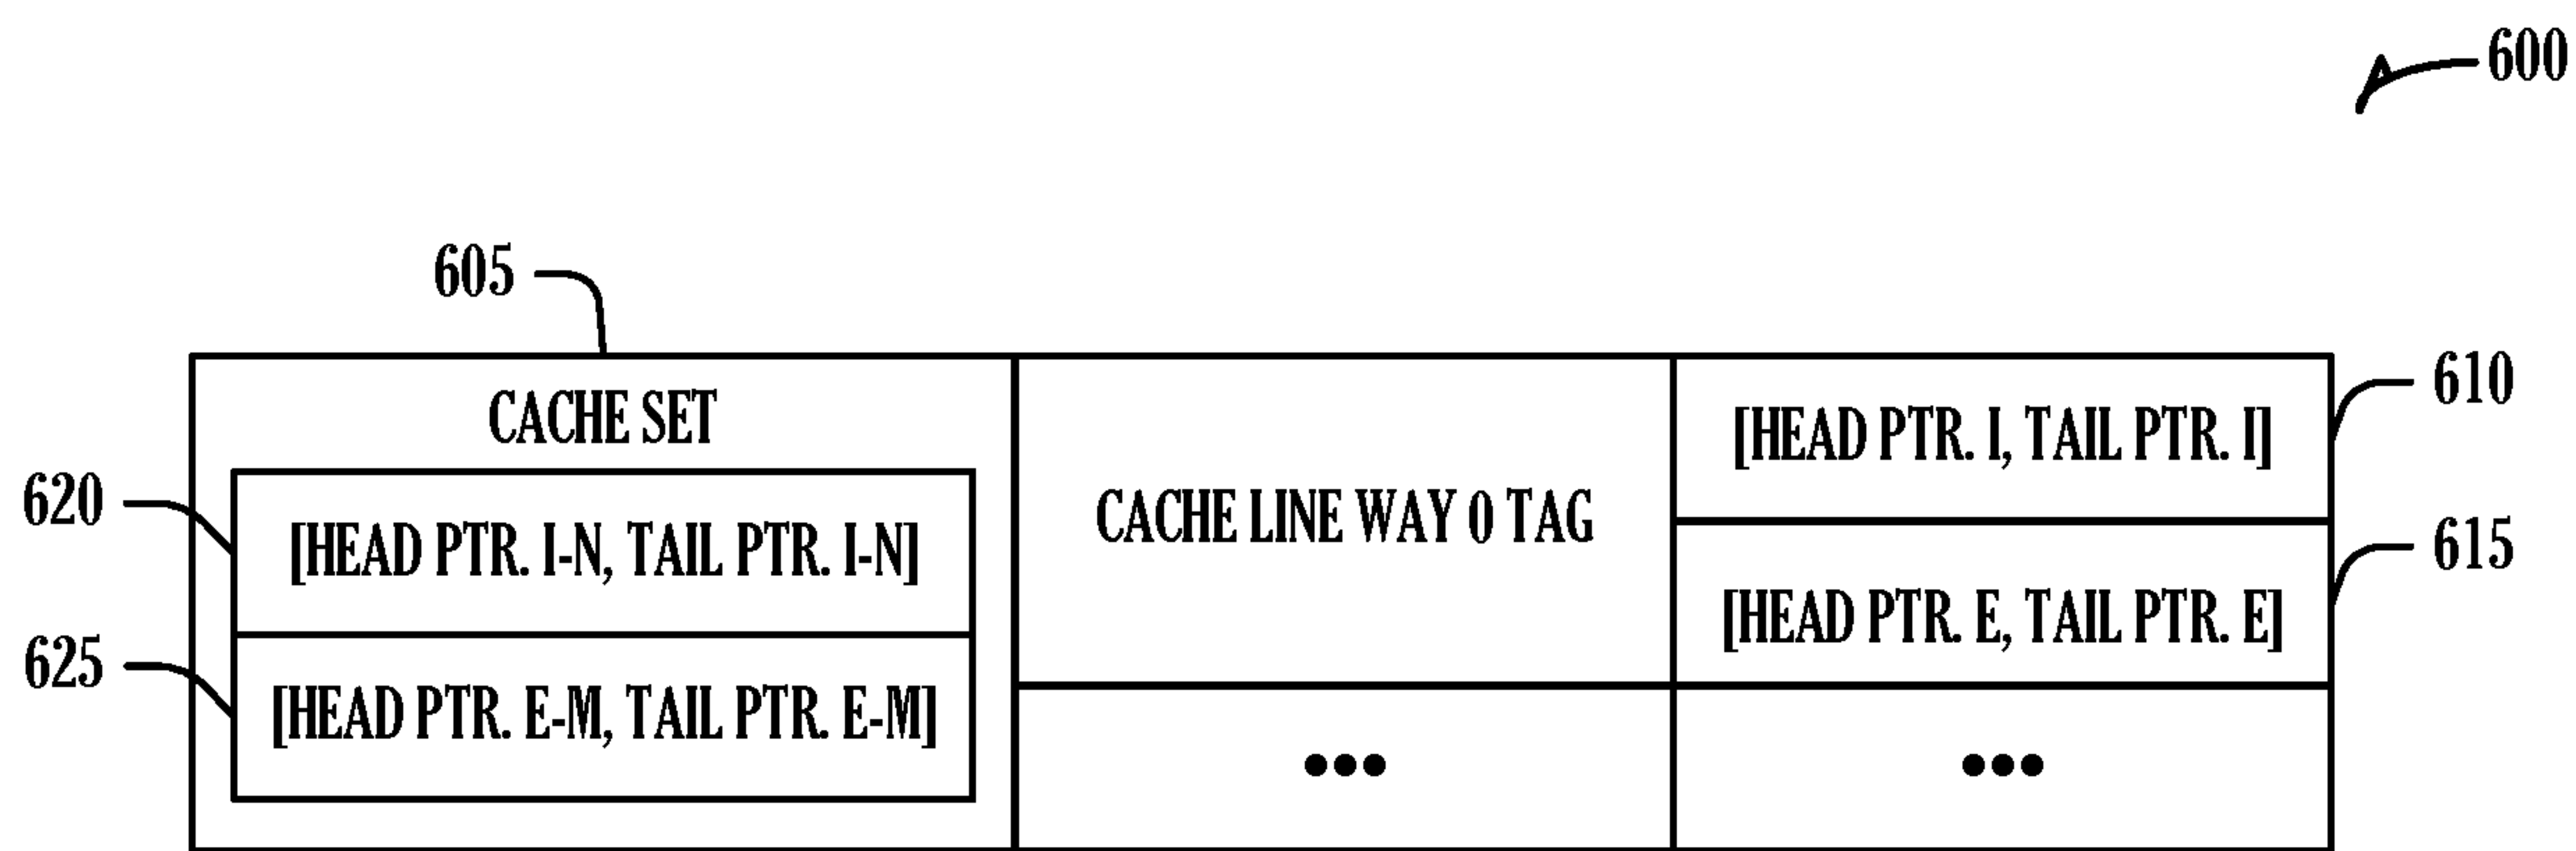 600
605
CACHE SET
620
[HEAD PTR. I-N, TAIL PTR. I-N]
625
[HEAD PTR. E-M, TAIL PTR. E-M]
CACHE LINE WAY 0 TAG
•••
[HEAD PTR. I, TAIL PTR. I]
610
[HEAD PTR. E, TAIL PTR. E]
615
•••